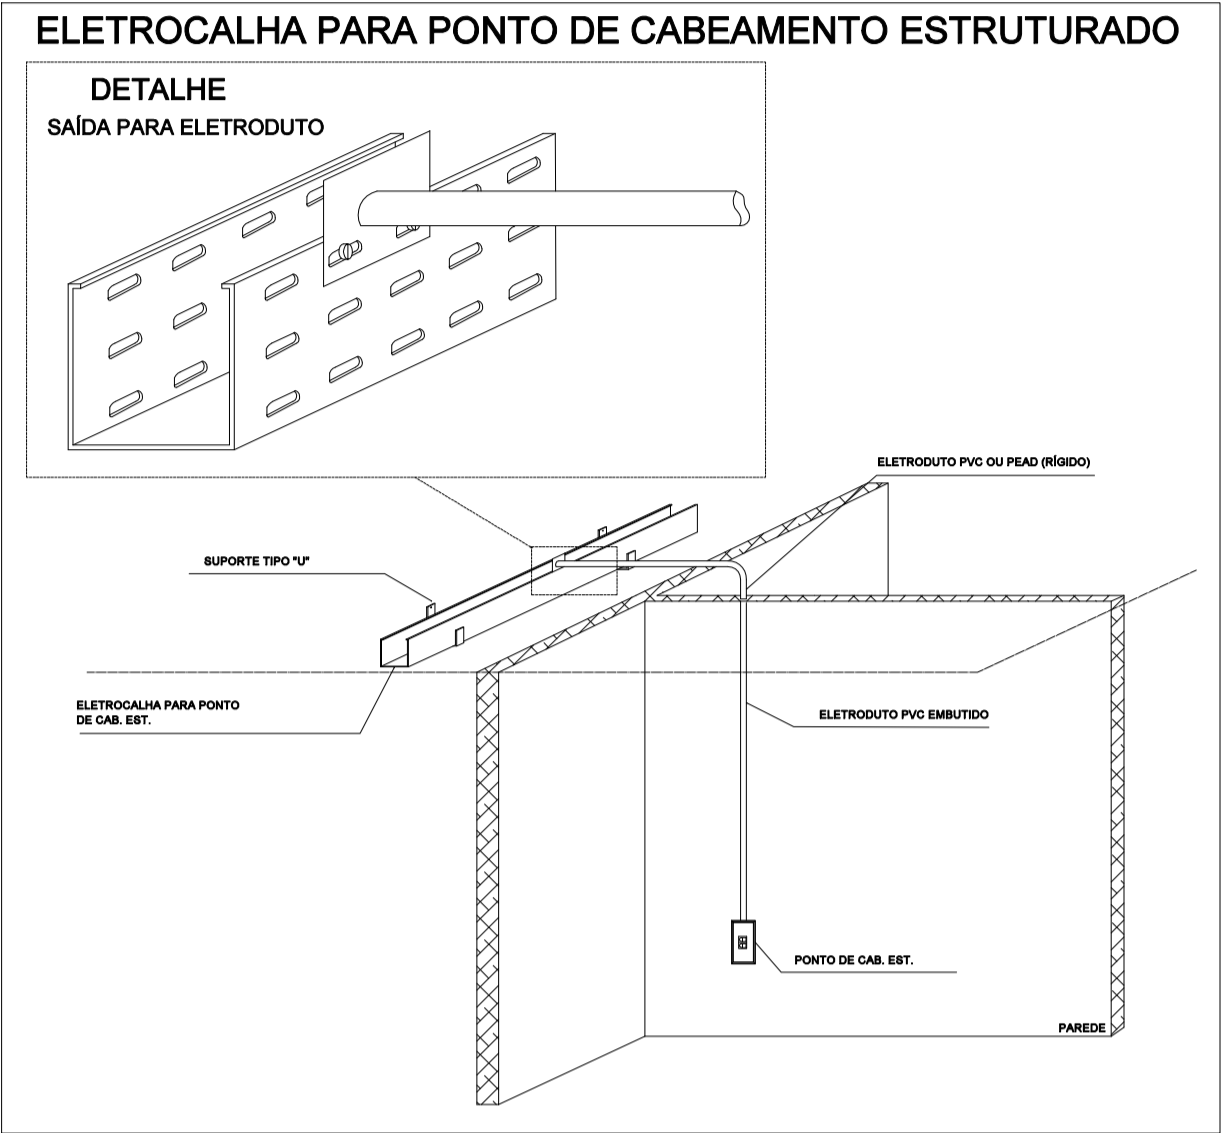 ELETROCALHA PARA PONTO DE CABEAMENTO ESTRUTURADO
DETALHE
SAÍDA PARA ELETRODUTO
ELETRODUTO PVC OU PEAD (RÍGIDO)
SUPORTE TIPO "U"
ELETROCALHA PARA PONTO
DE CAB. EST.
ELETRODUTO PVC EMBUTIDO
PONTO DE CAB. EST.
PAREDE